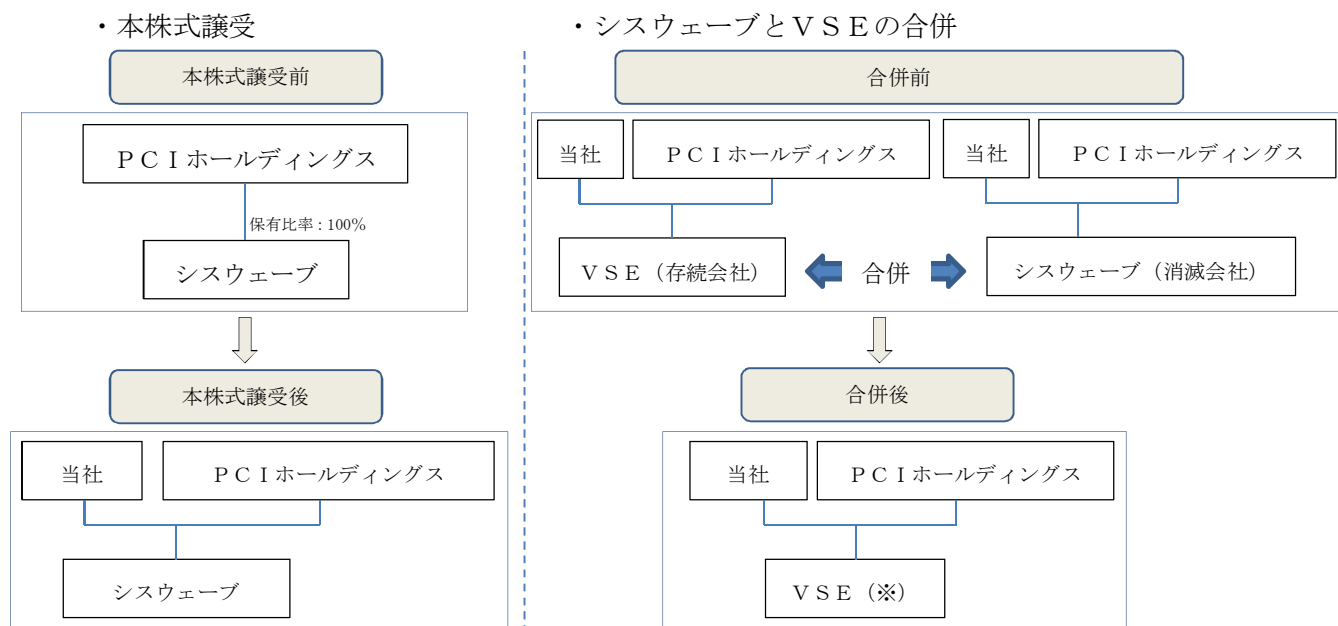 ・本株式譲受
本株式譲受前
ＰＣＩホールディングス
保有比率：100％
シスウェーブ
本株式譲受後
当社
ＰＣＩホールディングス
シスウェーブ
・シスウェーブとＶＳＥの合併
合併前
当社
ＰＣＩホールディングス
当社
ＰＣＩホールディングス
ＶＳＥ（存続会社）
合併
シスウェーブ（消滅会社）
合併後
当社
ＰＣＩホールディングス
ＶＳＥ（※）